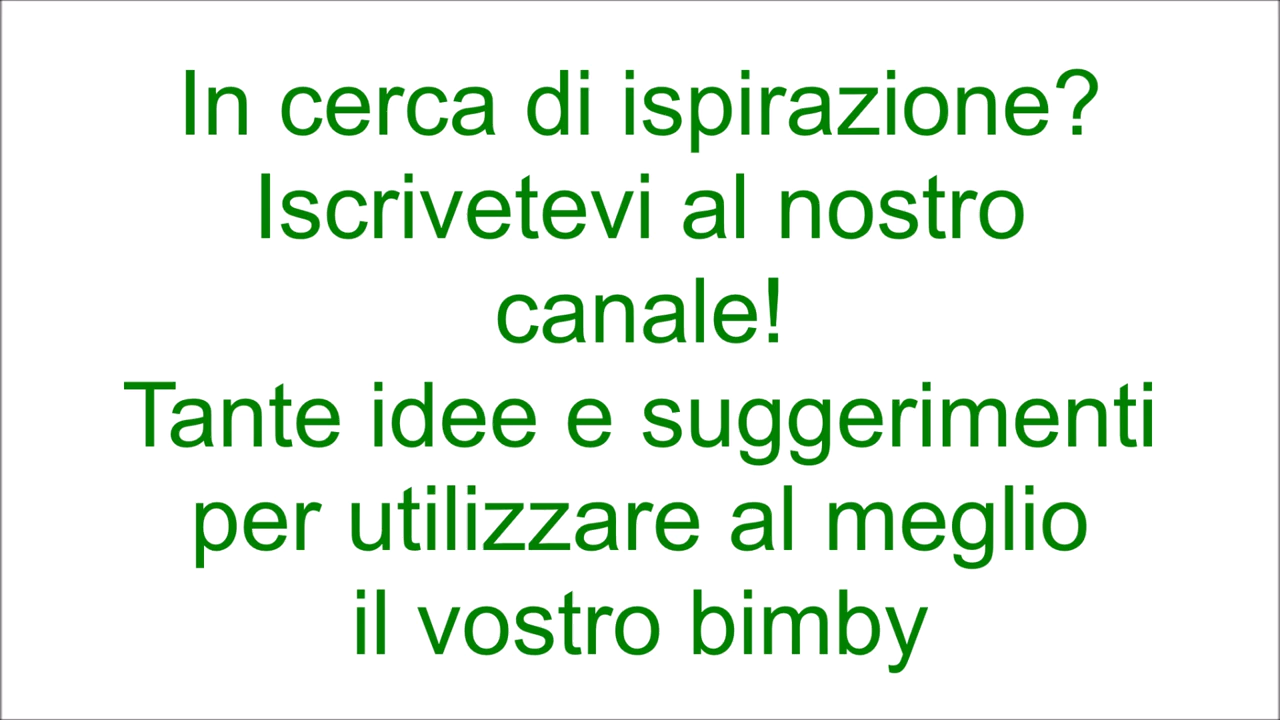 In cerca di ispirazione?
Iscrivetevi al nostro
canale!
Tante idee e suggerimenti
per utilizzare al meglio
il vostro bimby